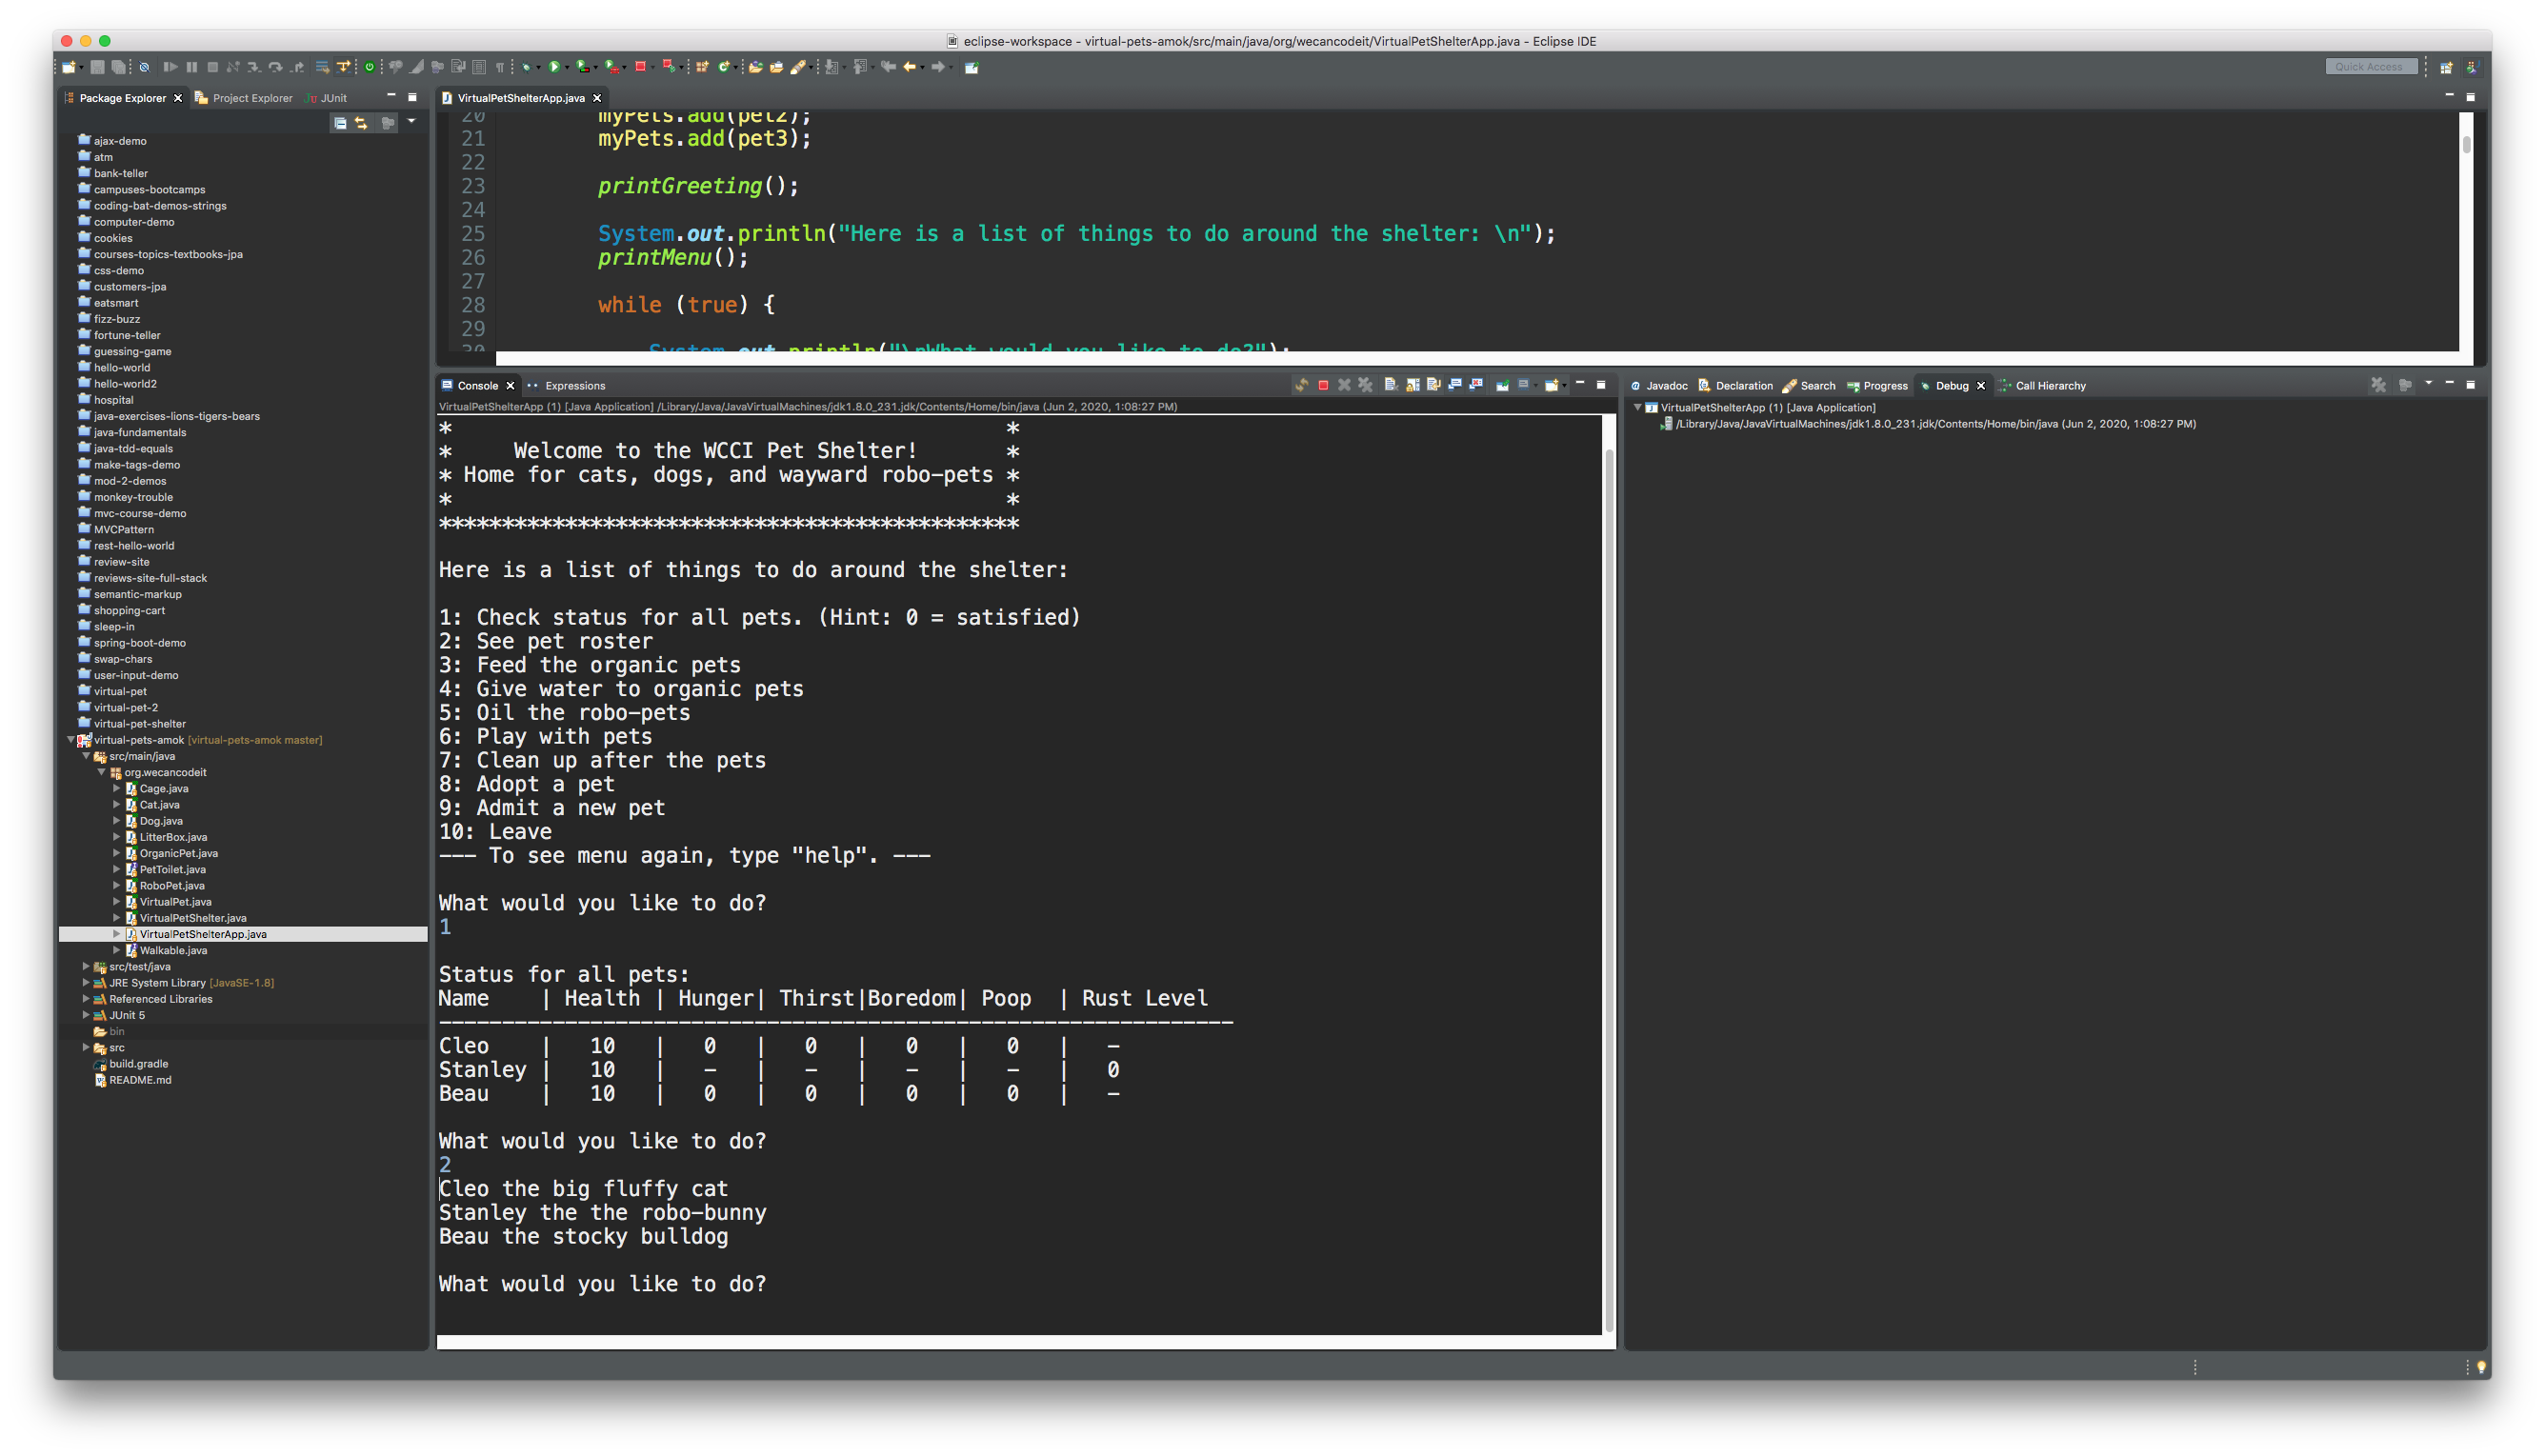 eclipse-workspace - virtual-pets-amok/src/main/java/org/wecancodeit/VirtualPetShelterApp.java - Eclipse IDE
Quick Access
Package Explorer
Project Explorer
JUnit
ajax-demo
atm
bank-teller
campuses-bootcamps
coding-bat-demos-strings
computer-demo
cookies
courses-topics-textbooks-jpa
css-demo
customers-jpa
eatsmart
fizz-buzz
fortune-teller
guessing-game
hello-world
hello-world2
hospital
java-exercises-lions-tigers-bears
java-fundamentals
java-tdd-equals
make-tags-demo
mod-2-demos
monkey-trouble
mvc-course-demo
MVCPattern
rest-hello-world
review-site
reviews-site-full-stack
semantic-markup
shopping-cart
sleep-in
spring-boot-demo
swap-chars
user-input-demo
virtual-pet
virtual-pet-2
virtual-pet-shelter
virtual-pets-amok [virtual-pets-amok master]
src/main/java
org.wecancodeit
Cage.java
Cat.java
Dog.java
LitterBox.java
OrganicPet.java
PetToilet.java
RoboPet.java
VirtualPet.java
VirtualPetShelter.java
VirtualPetShelterApp.java
Walkable.java
src/test/java
JRE System Library [JavaSE-1.8]
Referenced Libraries
JUnit 5
bin
src
build.gradle
README.md
VirtualPetShelterApp.java
20 myPets.add(pet2);
21 myPets.add(pet3);
22
23 printGreeting();
24
25 System.out.println("Here is a list of things to do around the shelter: \n");
26 printMenu();
27
28 while (true) {
29
30 System.out.println("\nWhat would you like to do?");
Console
Expressions
VirtualPetShelterApp (1) [Java Application] /Library/Java/JavaVirtualMachines/jdk1.8.0_231.jdk/Contents/Home/bin/java (Jun 2, 2020, 1:08:27 PM)
*                                            *
*     Welcome to the WCCI Pet Shelter!       *
* Home for cats, dogs, and wayward robo-pets *
*                                            *
**********************************************
Here is a list of things to do around the shelter:
1: Check status for all pets. (Hint: 0 = satisfied)
2: See pet roster
3: Feed the organic pets
4: Give water to organic pets
5: Oil the robo-pets
6: Play with pets
7: Clean up after the pets
8: Adopt a pet
9: Admit a new pet
10: Leave
--- To see menu again, type "help". ---
What would you like to do?
1
Status for all pets:
Name    | Health | Hunger| Thirst|Boredom| Poop  | Rust Level
---------------------------------------------------------------
Cleo    |   10   |   0   |   0   |   0   |   0   |   -
Stanley |   10   |   -   |   -   |   -   |   -   |   0
Beau    |   10   |   0   |   0   |   0   |   0   |   -
What would you like to do?
2
Cleo the big fluffy cat
Stanley the the robo-bunny
Beau the stocky bulldog
What would you like to do?
Javadoc
Declaration
Search
Progress
Debug
Call Hierarchy
VirtualPetShelterApp (1) [Java Application]
/Library/Java/JavaVirtualMachines/jdk1.8.0_231.jdk/Contents/Home/bin/java (Jun 2, 2020, 1:08:27 PM)